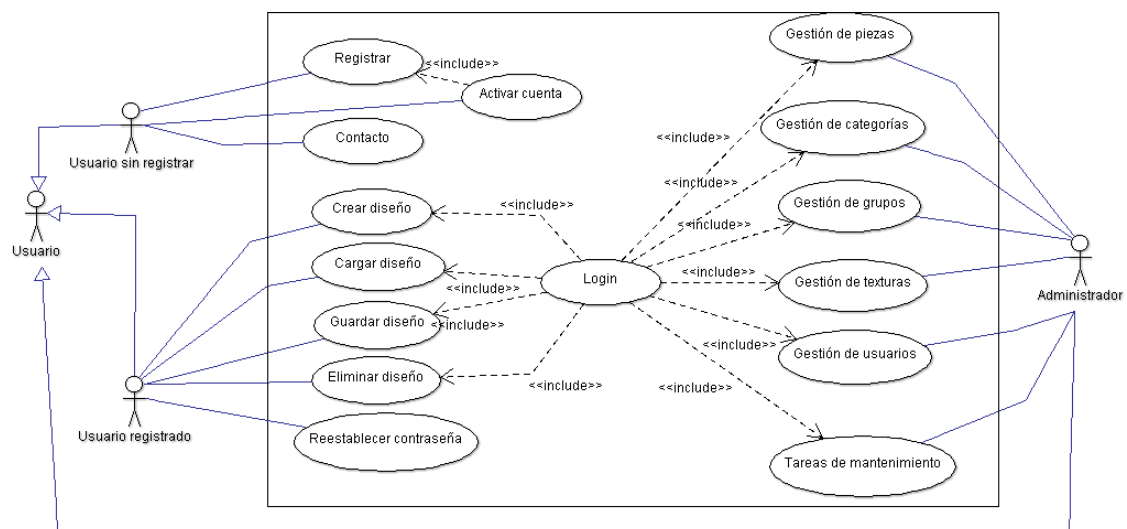 Gestión de piezas
Registrar
<<include>>
Activar cuenta
Usuario sin registrar
Contacto
<<include>>
Gestión de categorías
<<include>>
Crear diseño
<<include>>
Gestión de grupos
<<include>>
Usuario
Cargar diseño
<<include>>
Login
<<include>>
Gestión de texturas
Administrador
Guardar diseño
<<include>>
<<include>>
Gestión de usuarios
Eliminar diseño
<<include>>
<<include>>
Usuario registrado
Reestablecer contraseña
Tareas de mantenimiento